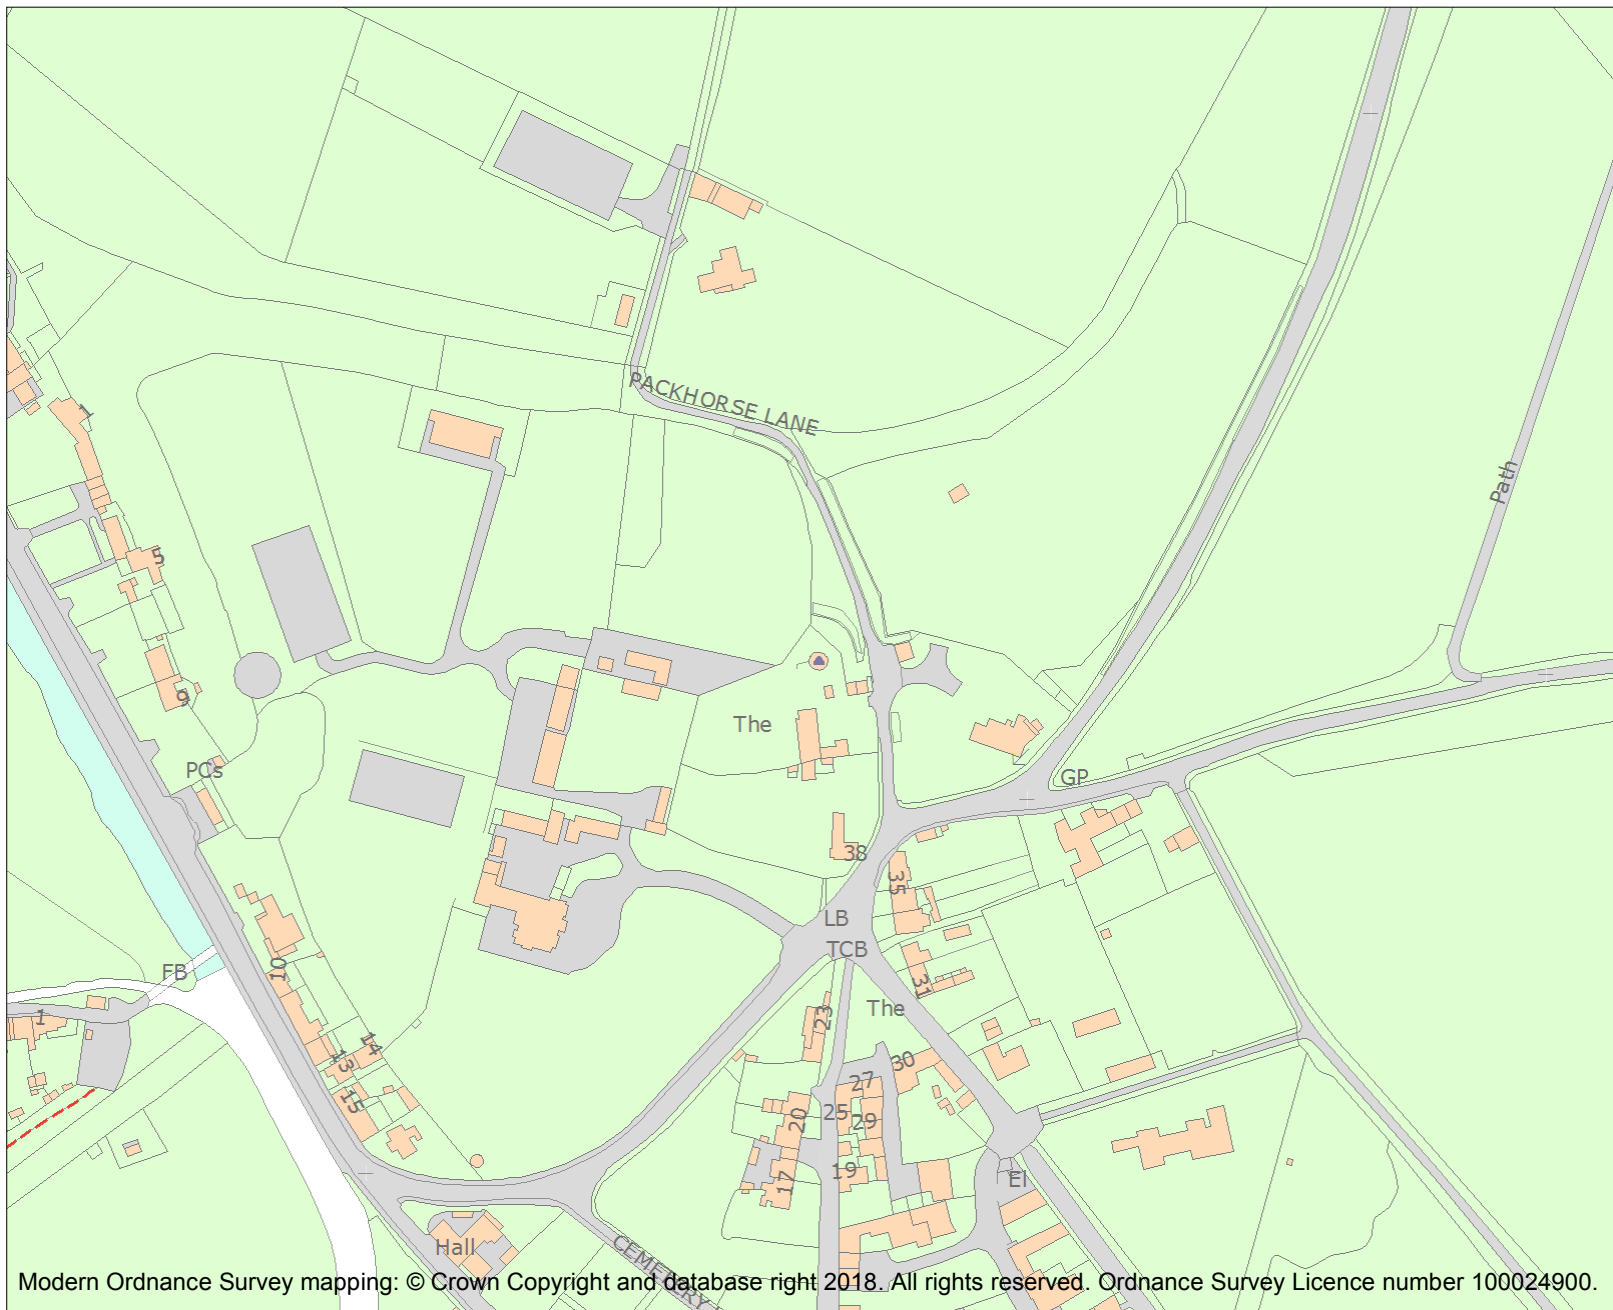 PACKHORSE LANE
1
Path
5
9
The
PCs
GP
38
35
LB
TCB
10
FB
31
The
23
1
14
13
30
27
15
20
25
29
19
17
El
Hall
CEMETERY
Modern Ordnance Survey mapping: © Crown Copyright and database right 2018. All rights reserved. Ordnance Survey Licence number 100024900.